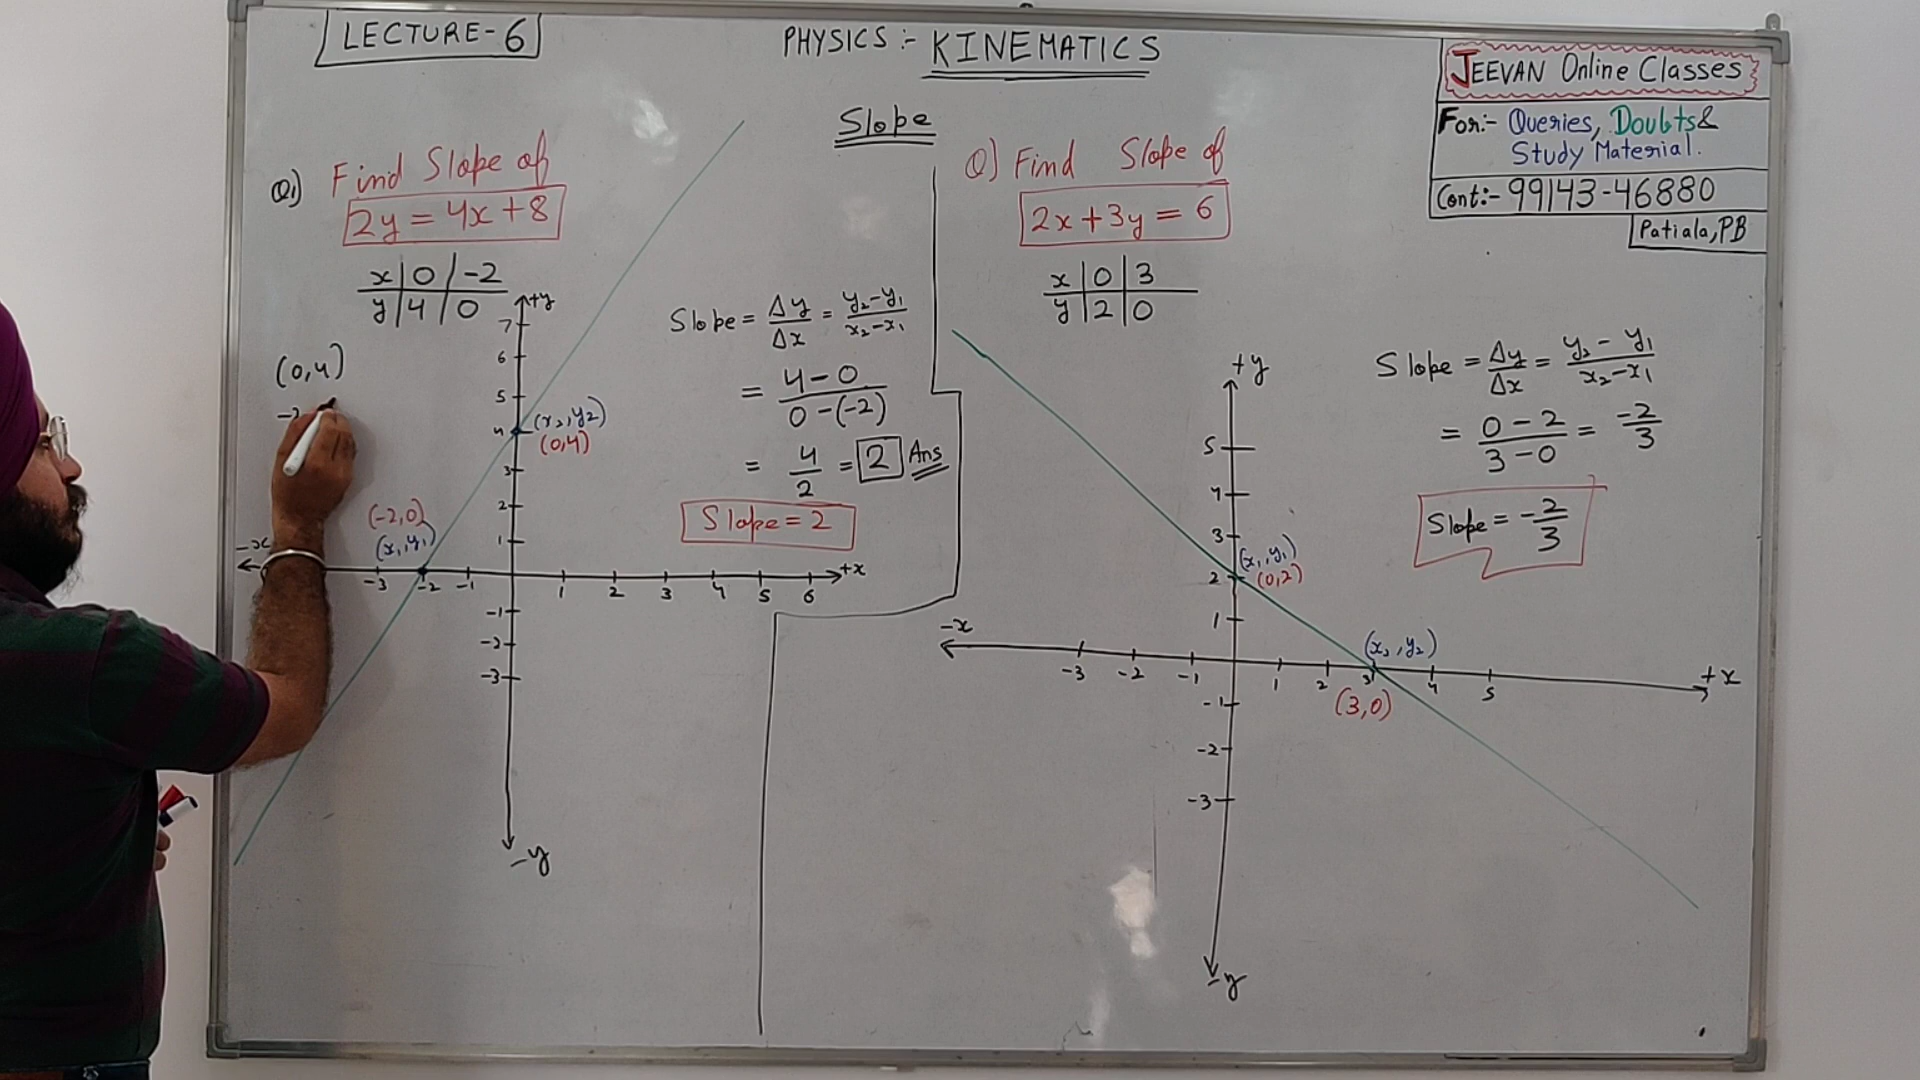 LECTURE-6
PHYSICS:- KINEMATICS
JEEVAN Online Classes
For:- Queries, Doubts &
Study Material.
Cont:- 99143-46880
Patiala, PB
Slope
Q1) Find Slope of
2y = 4x + 8
x | 0 | -2
y | 4 | 0
(0,4)
-2
Slope = Δy/Δx = (y₂-y₁)/(x₂-x₁)
= (4-0)/(0-(-2))
= 4/2 = 2 Ans
Slope = 2
+y
7
6
5
4
3
2
1
(x₂, y₂)
(0,4)
(-2,0)
(x₁, y₁)
-x
-3 -2 -1 1 2 3 4 5 6
+x
-1
-2
-3
-y
Q) Find Slope of
2x + 3y = 6
x | 0 | 3
y | 2 | 0
Slope = Δy/Δx = (y₂ - y₁)/(x₂ - x₁)
= (0-2)/(3-0) = -2/3
Slope = -2/3
+y
5
4
3
2
1
(x₁, y₁)
(0,2)
-x
(x₂, y₂)
-3 -2 -1 1 2 3 4 5
+x
(3,0)
-1
-2
-3
-y